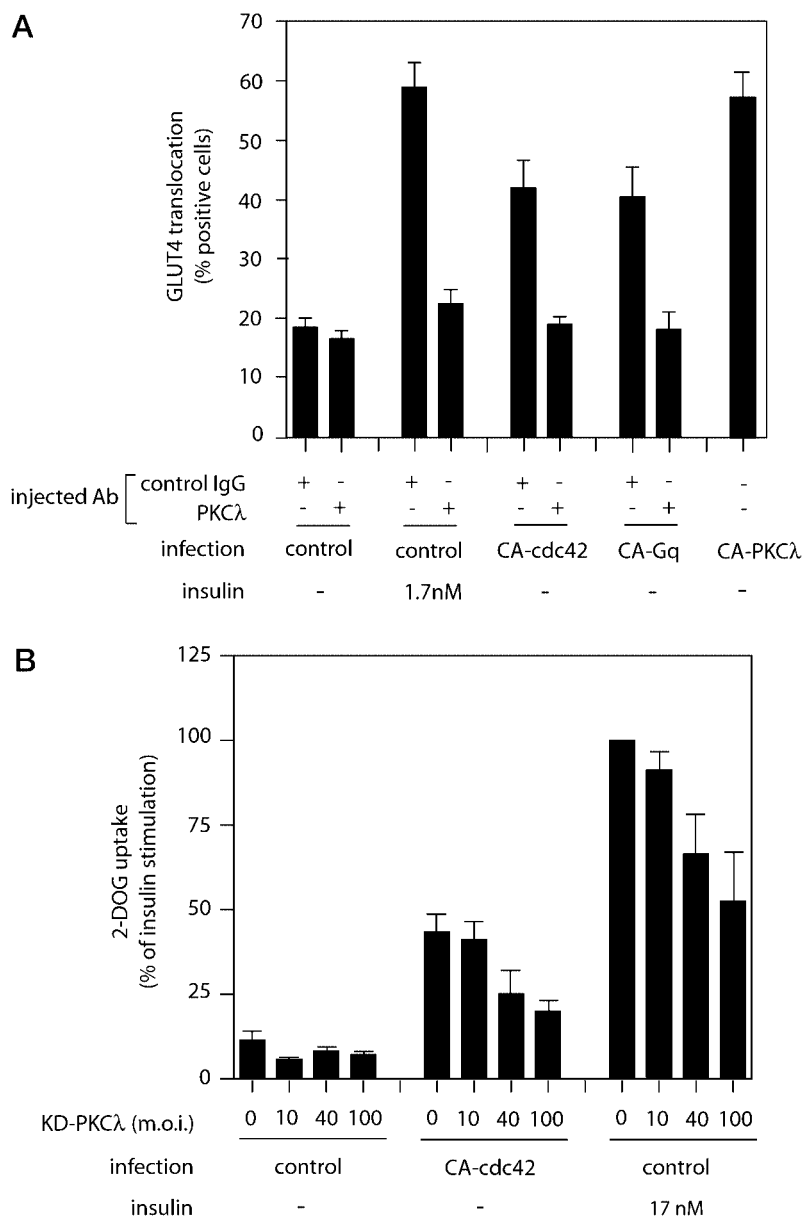 A
GLUT4 translocation
(% positive cells)
70
60
50
40
30
20
10
0
injected Ab
control IgG + - + - + - + - -
PKCλ - + - + - + - + -
infection control control CA-cdc42 CA-Gq CA-PKCλ
insulin - 1.7nM - - -
B
2-DOG uptake
(% of insulin stimulation)
125
100
75
50
25
0
KD-PKCλ (m.o.i.) 0 10 40 100 0 10 40 100 0 10 40 100
infection control CA-cdc42 control
insulin - - 17 nM